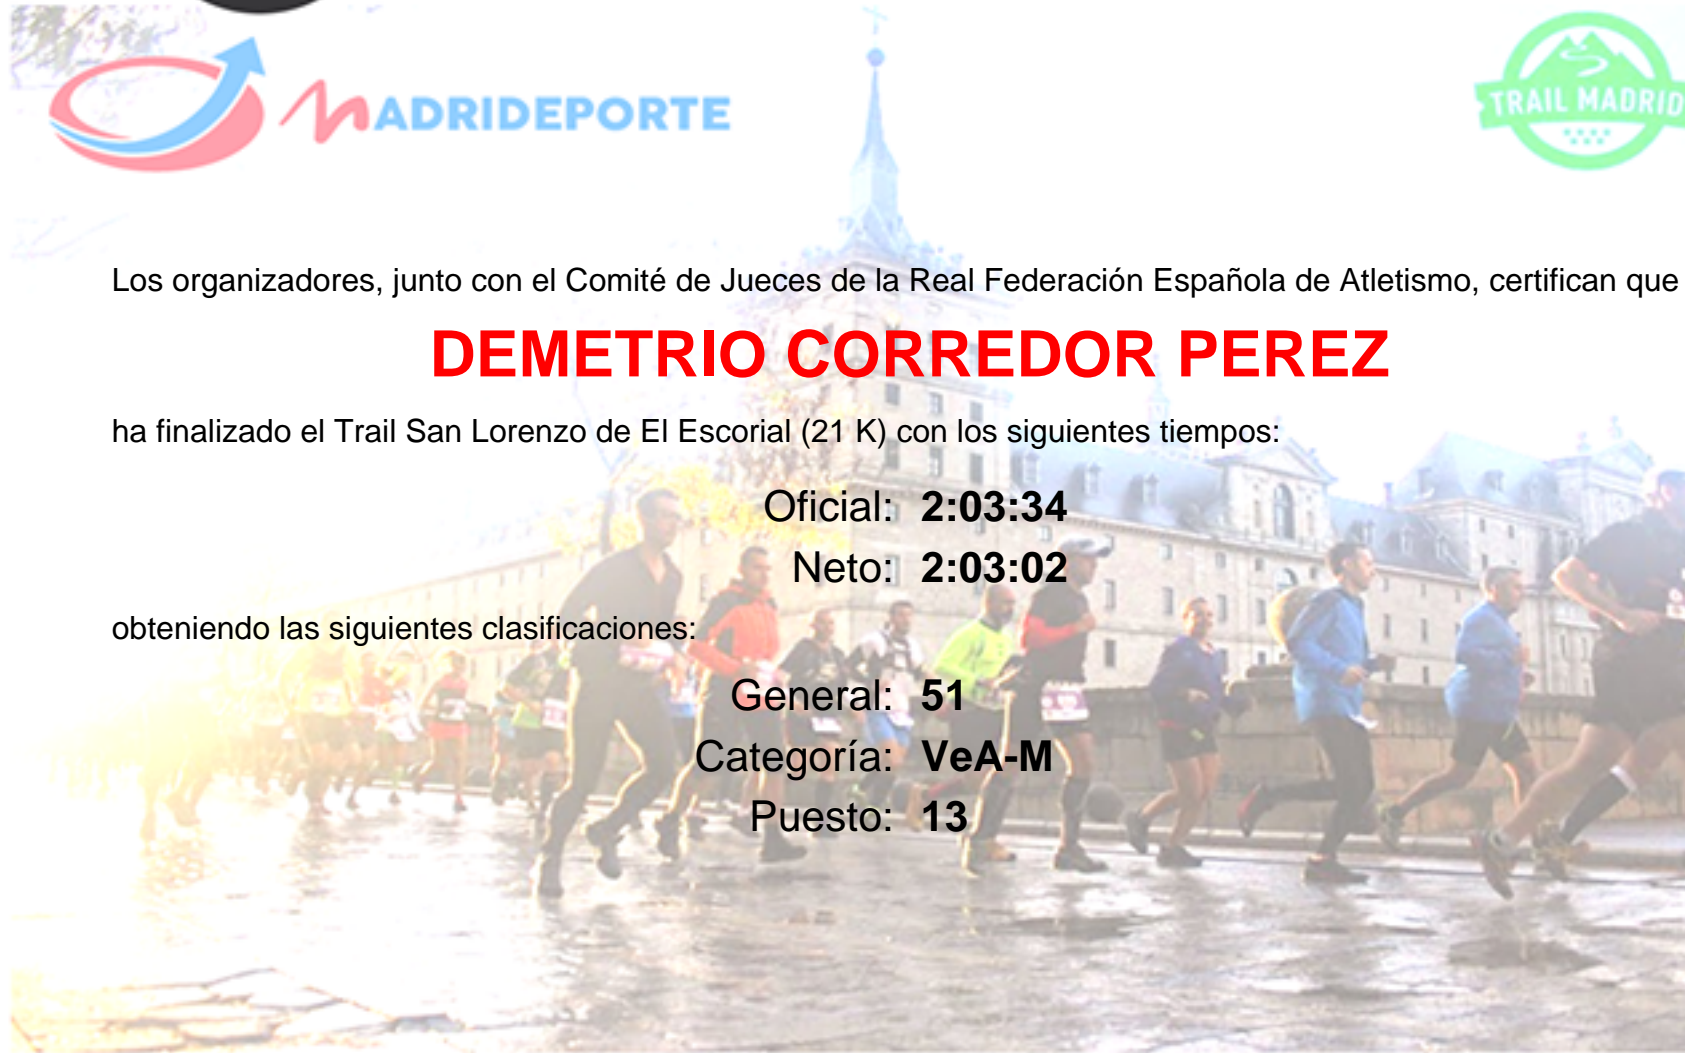 MADRIDEPORTE
TRAIL MADRID
Los organizadores, junto con el Comité de Jueces de la Real Federación Española de Atletismo, certifican que
DEMETRIO CORREDOR PEREZ
ha finalizado el Trail San Lorenzo de El Escorial (21 K) con los siguientes tiempos:
Oficial: 2:03:34
Neto: 2:03:02
obteniendo las siguientes clasificaciones:
General: 51
Categoría: VeA-M
Puesto: 13